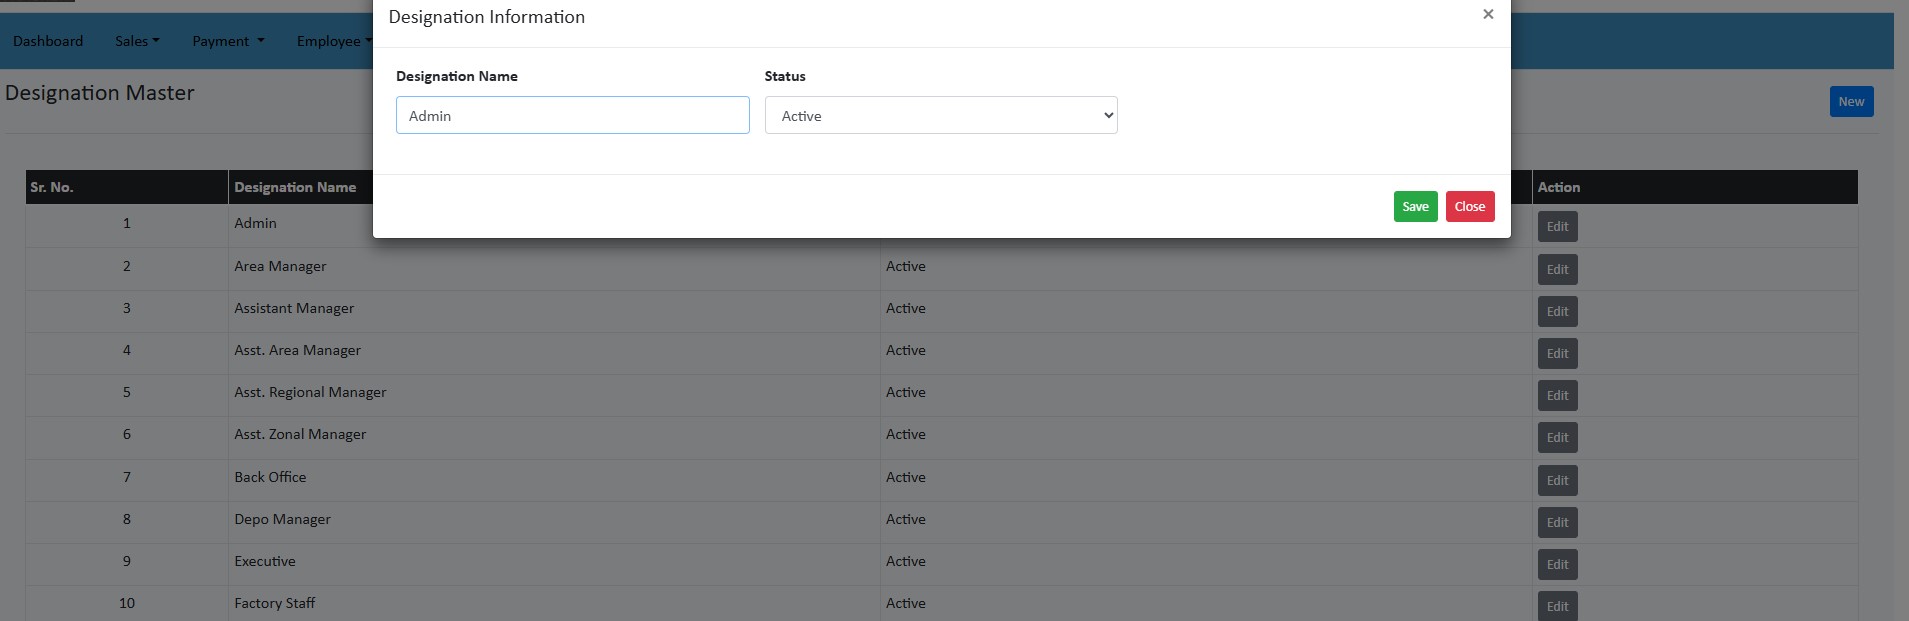 Designation Information ×
Dashboard Sales Payment Employee
Designation Name Status
Designation Master
New
Admin Active
Sr. No. Designation Name Action
Save Close
1 Admin Edit
2 Area Manager Active Edit
3 Assistant Manager Active Edit
4 Asst. Area Manager Active Edit
5 Asst. Regional Manager Active Edit
6 Asst. Zonal Manager Active Edit
7 Back Office Active Edit
8 Depo Manager Active Edit
9 Executive Active Edit
10 Factory Staff Active Edit